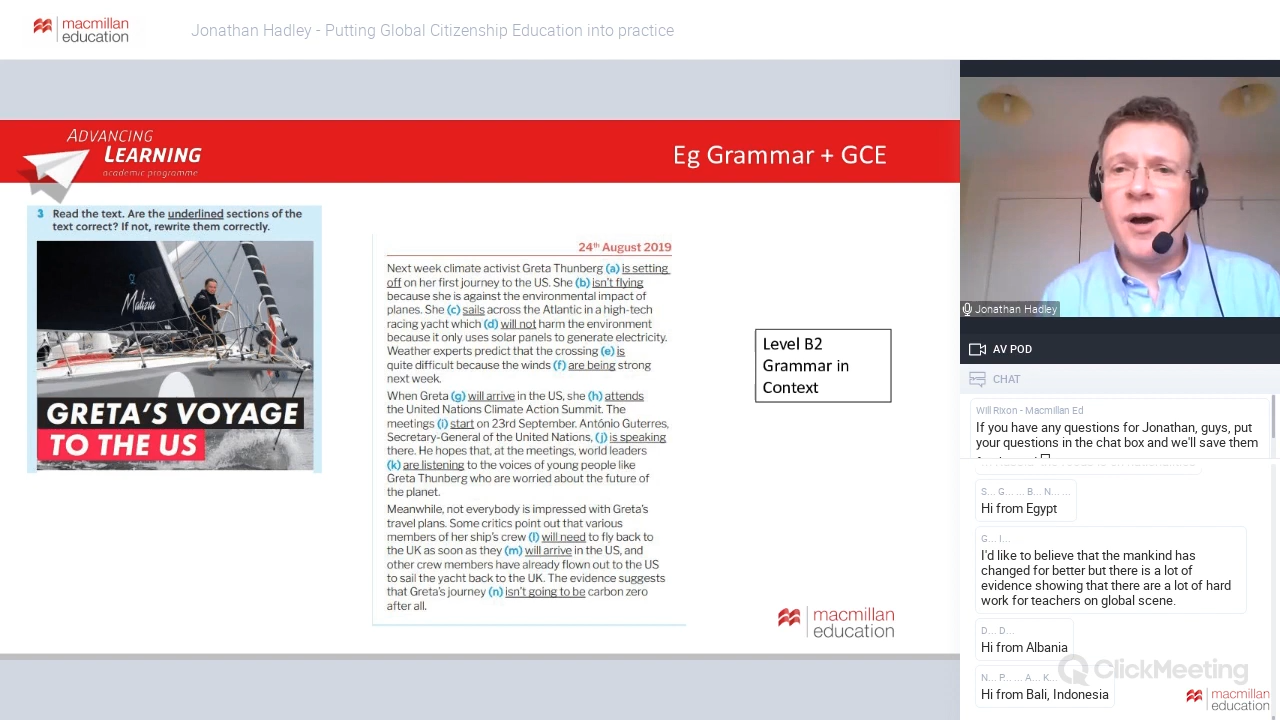 macmillan
education
Jonathan Hadley - Putting Global Citizenship Education into practice
ADVANCING
LEARNING
academic programme
Eg Grammar + GCE
3 Read the text. Are the underlined sections of the
text correct? If not, rewrite them correctly.
Malizia
GRETA'S VOYAGE
TO THE US
24th August 2019
Next week climate activist Greta Thunberg (a) is setting
off on her first journey to the US. She (b) isn't flying
because she is against the environmental impact of
planes. She (c) sails across the Atlantic in a high-tech
racing yacht which (d) will not harm the environment
because it only uses solar panels to generate electricity.
Weather experts predict that the crossing (e) is
quite difficult because the winds (f) are being strong
next week.
When Greta (g) will arrive in the US, she (h) attends
the United Nations Climate Action Summit. The
meetings (i) start on 23rd September. António Guterres,
Secretary-General of the United Nations, (j) is speaking
there. He hopes that, at the meetings, world leaders
(k) are listening to the voices of young people like
Greta Thunberg who are worried about the future of
the planet.
Meanwhile, not everybody is impressed with Greta's
travel plans. Some critics point out that various
members of her ship's crew (l) will need to fly back to
the UK as soon as they (m) will arrive in the US, and
other crew members have already flown out to the US
to sail the yacht back to the UK. The evidence suggests
that Greta's journey (n) isn't going to be carbon zero
after all.
Level B2
Grammar in
Context
macmillan
education
Jonathan Hadley
AV POD
CHAT
Will Rixon - Macmillan Ed
If you have any questions for Jonathan, guys, put
your questions in the chat box and we'll save them
S... G... ... B... N... ...
Hi from Egypt
G... I...
I'd like to believe that the mankind has
changed for better but there is a lot of
evidence showing that there are a lot of hard
work for teachers on global scene.
D... D...
Hi from Albania
N... P... ... A... K...
Hi from Bali, Indonesia
ClickMeeting
macmillan
education